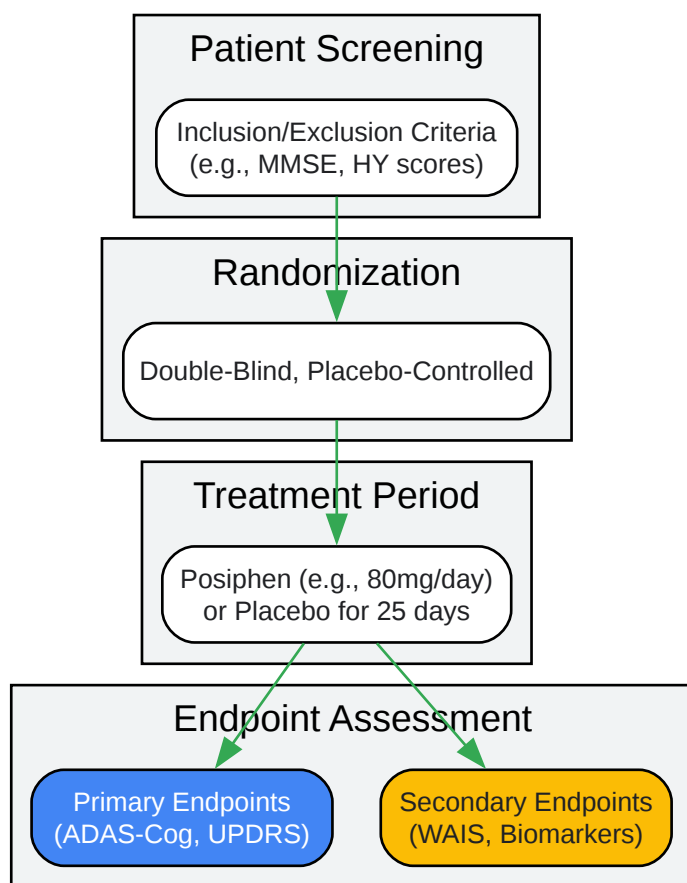 Patient Screening
Inclusion/Exclusion Criteria
(e.g., MMSE, HY scores)
Randomization
Double-Blind, Placebo-Controlled
Treatment Period
Posiphen (e.g., 80mg/day)
or Placebo for 25 days
Endpoint Assessment
Primary Endpoints
(ADAS-Cog, UPDRS)
Secondary Endpoints
(WAIS, Biomarkers)